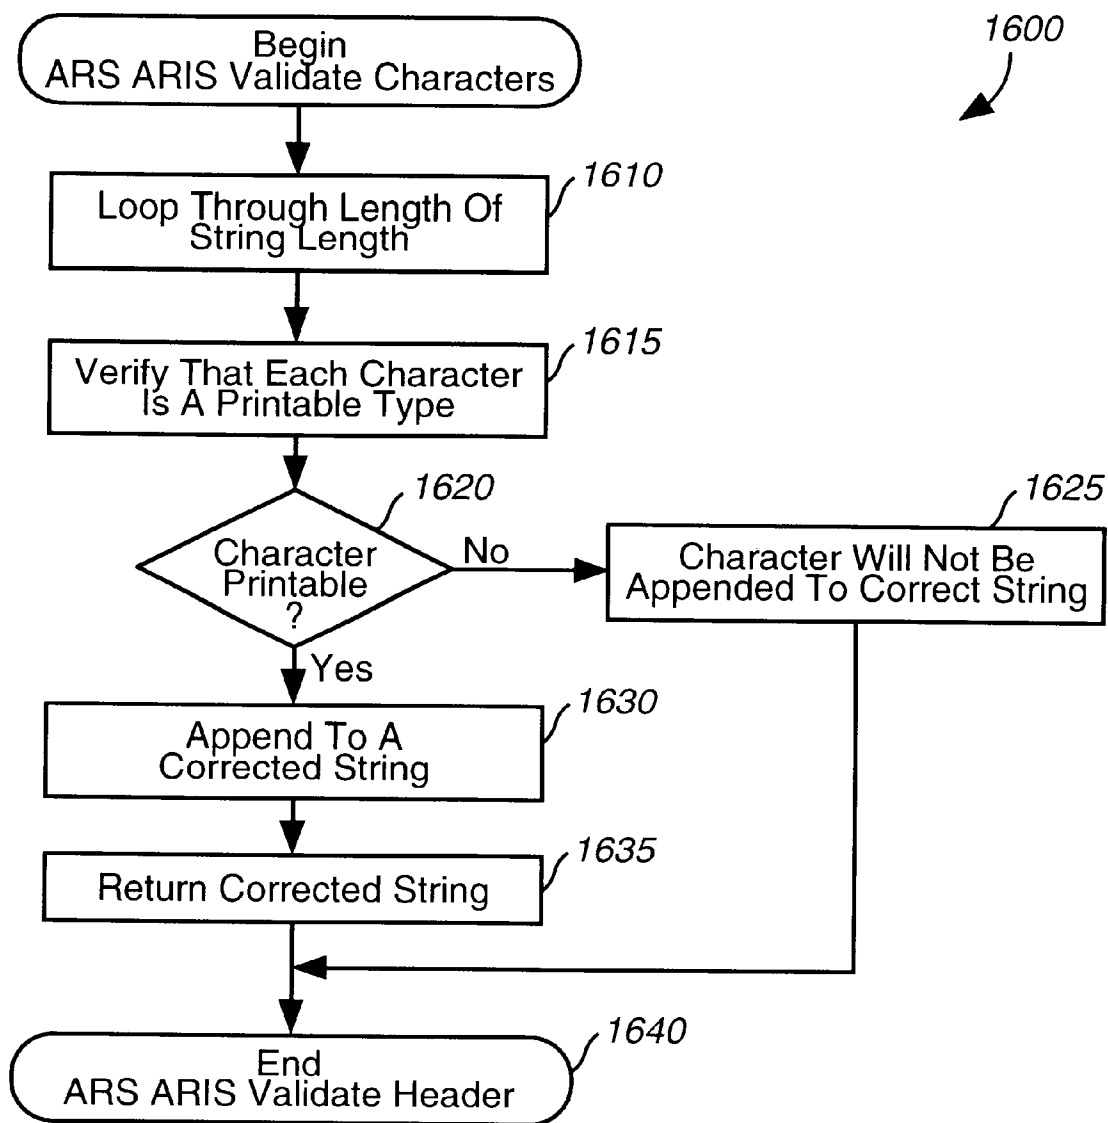 Begin
ARS ARIS Validate Characters
1600
1610
Loop Through Length Of
String Length
1615
Verify That Each Character
Is A Printable Type
1620
Character
Printable
?
No
1625
Character Will Not Be
Appended To Correct String
Yes
1630
Append To A
Corrected String
1635
Return Corrected String
1640
End
ARS ARIS Validate Header